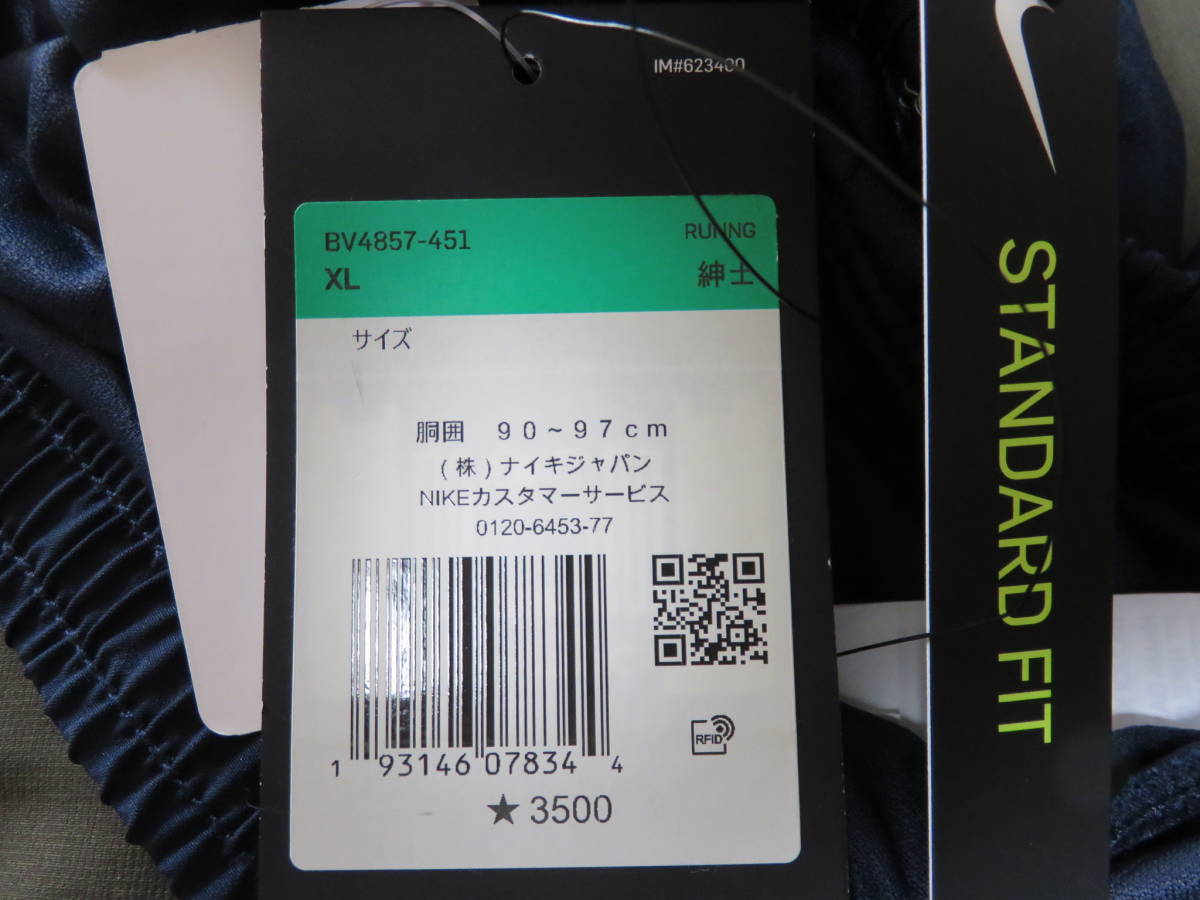 IM#623400
BV4857-451
RUNNG
XL
紳士
サイズ
胴囲 90~97cm
(株)ナイキジャパン
NIKEカスタマーサービス
0120-6453-77
1 93146 07834 4
★3500
RFID
STANDARD FIT